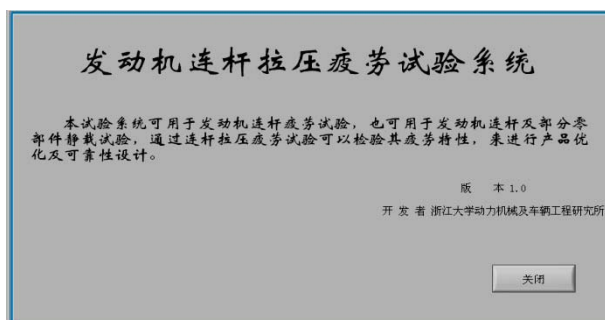 发动机连杆拉压疲劳试验系统
本试验系统可用于发动机连杆疲劳试验，也可用于发动机连杆及部分零
部件静载试验，通过连杆拉压疲劳试验可以检验其疲劳特性，来进行产品优
化及可靠性设计。
版 本 1.0
开 发 者 浙江大学动力机械及车辆工程研究所
关闭